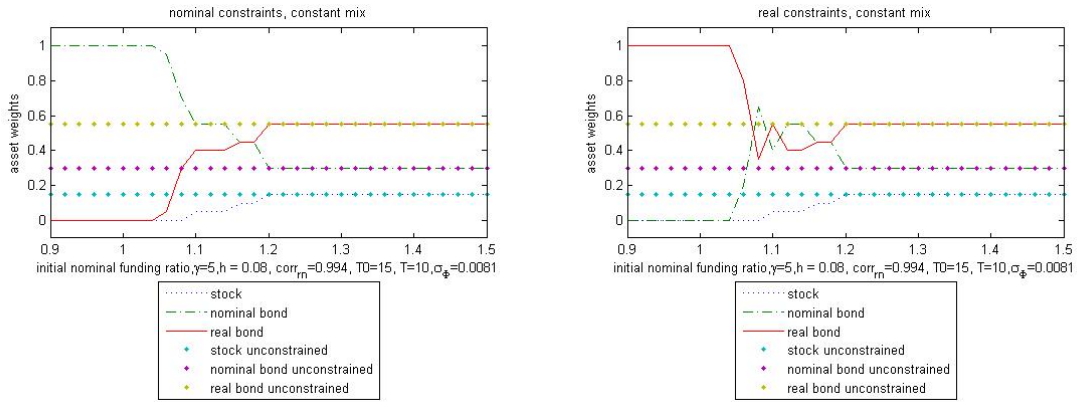 nominal constraints, constant mix
asset weights
1
0.8
0.6
0.4
0.2
0
0.9 1 1.1 1.2 1.3 1.4 1.5
initial nominal funding ratio,γ=5,h = 0.08, corr_rn=0.994, T0=15, T=10,σ_Φ=0.0081
stock
nominal bond
real bond
stock unconstrained
nominal bond unconstrained
real bond unconstrained
real constraints, constant mix
asset weights
1
0.8
0.6
0.4
0.2
0
0.9 1 1.1 1.2 1.3 1.4 1.5
initial nominal funding ratio,γ=5,h = 0.08, corr_rn=0.994, T0=15, T=10,σ_Φ=0.0081
stock
nominal bond
real bond
stock unconstrained
nominal bond unconstrained
real bond unconstrained